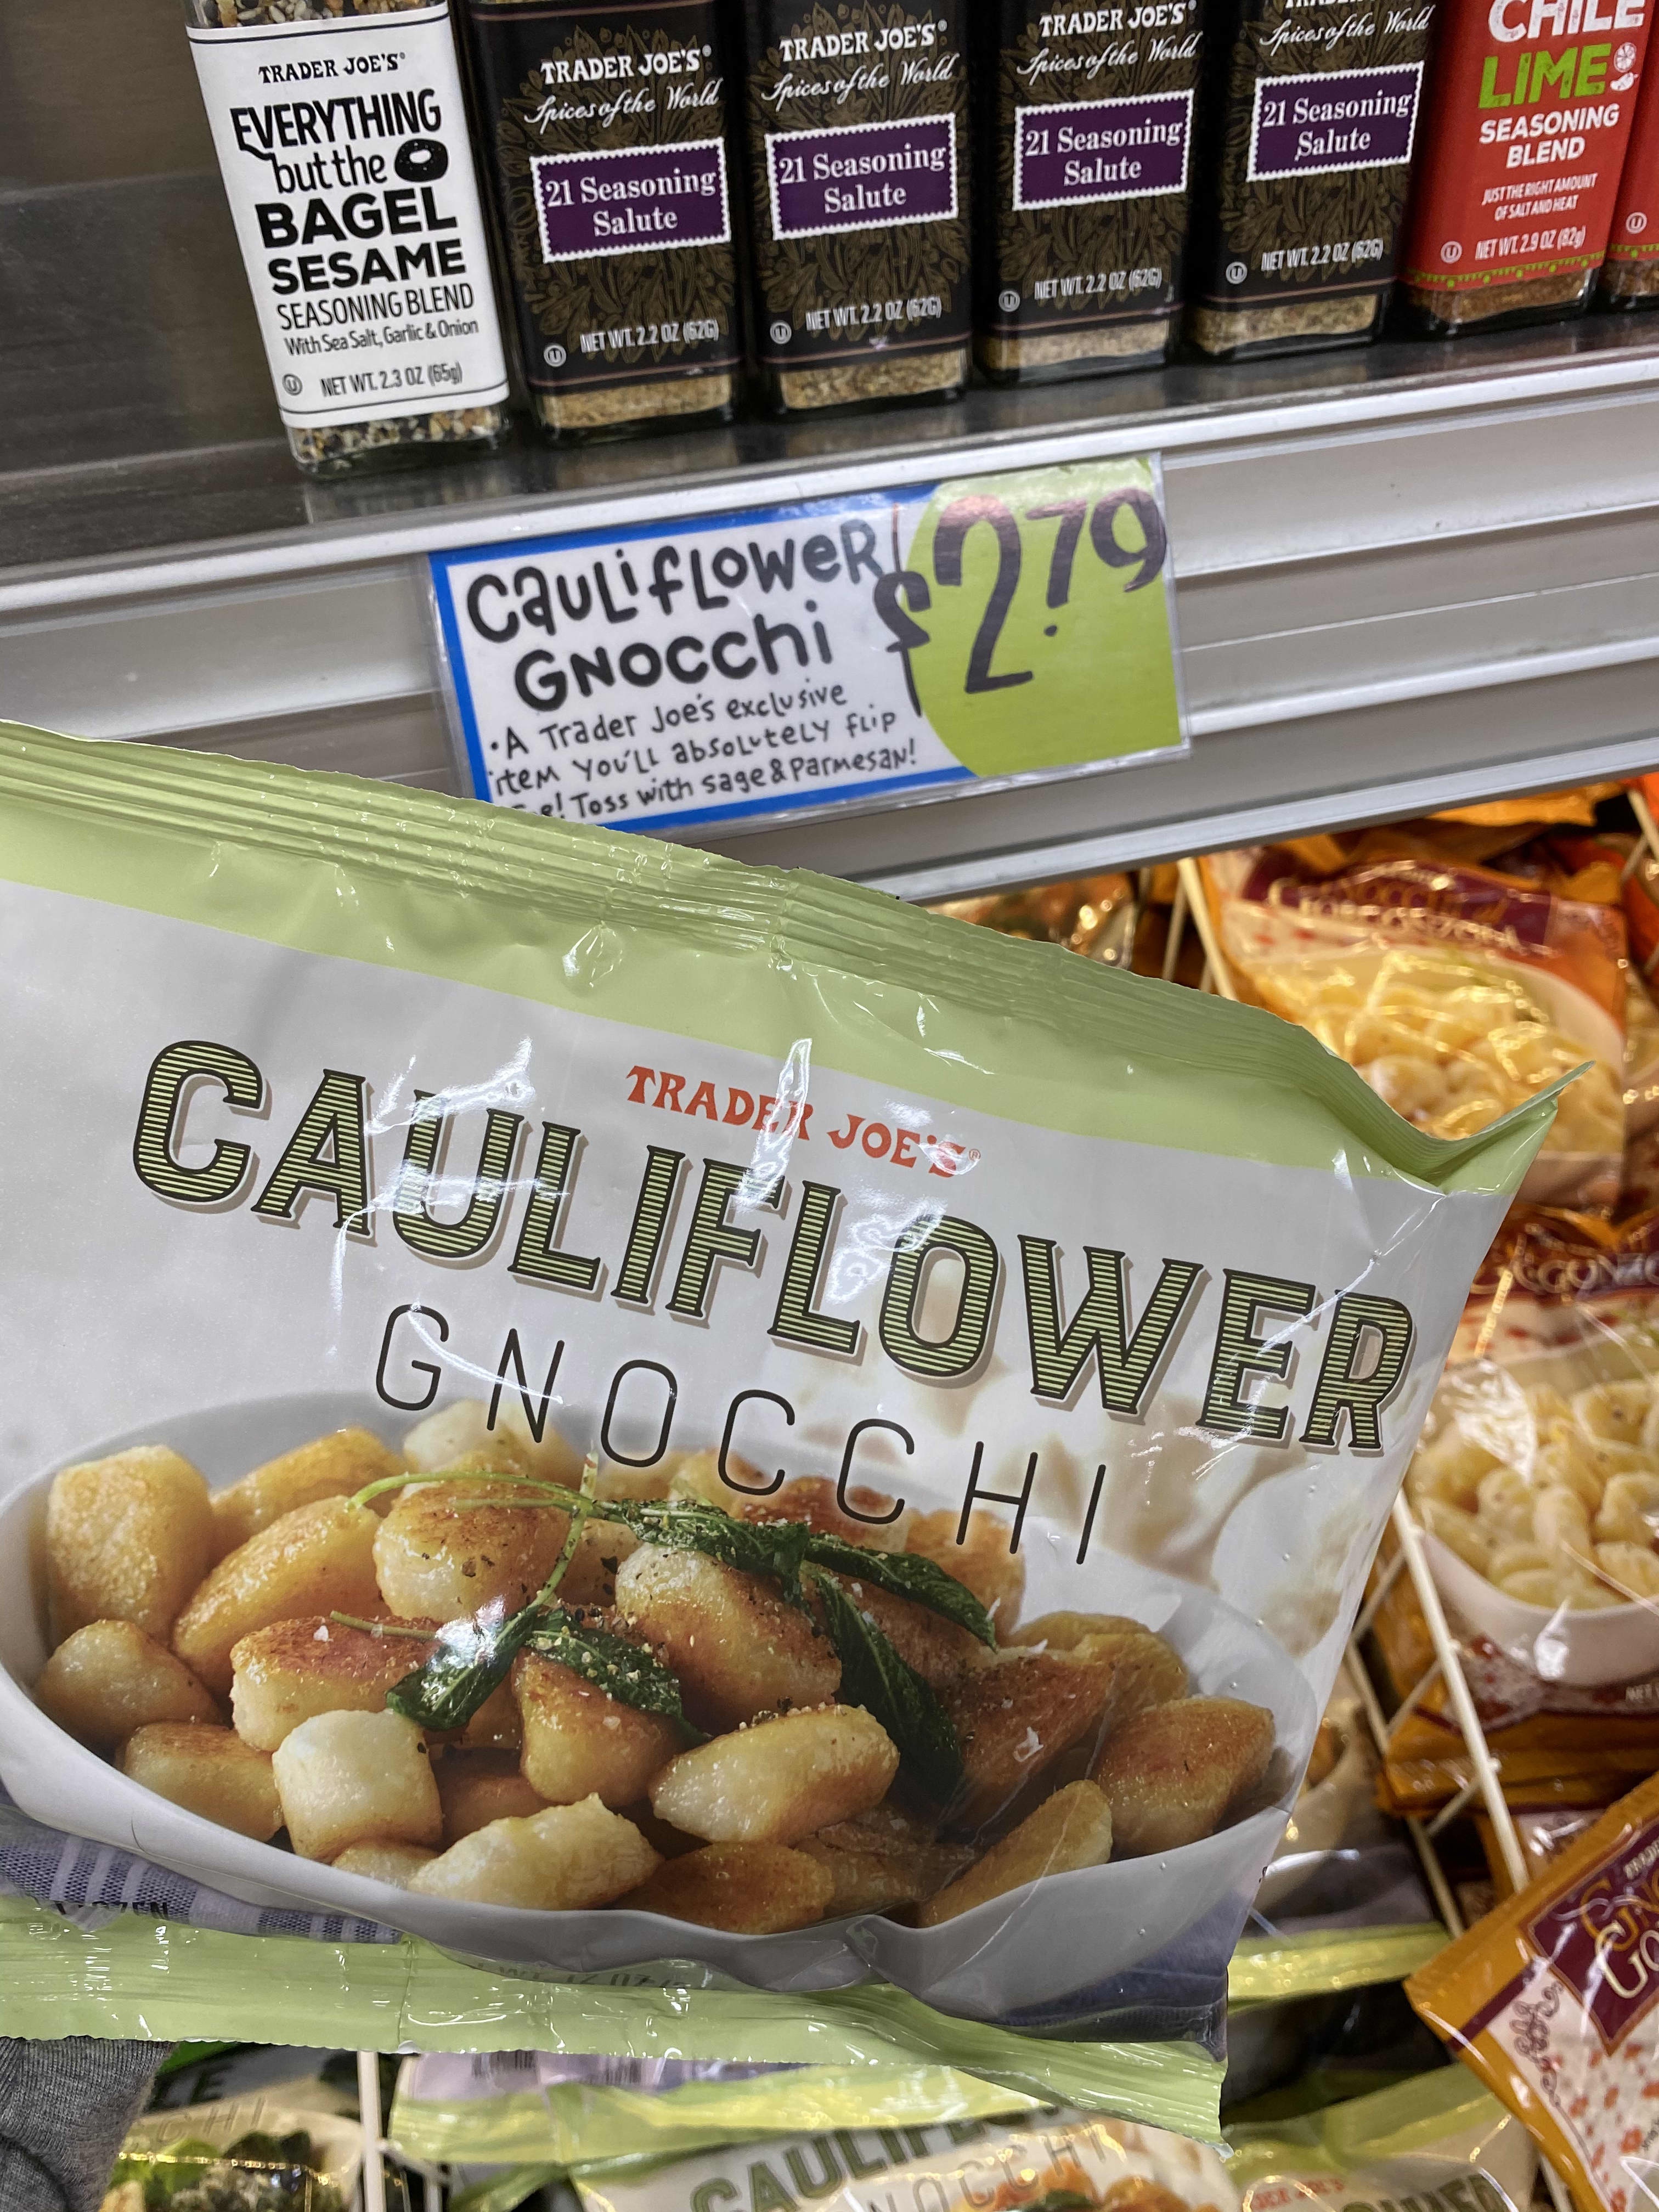 TRADER JOE'S®
EVERYTHING
but the
BAGEL
SESAME
SEASONING BLEND
With Sea Salt, Garlic & Onion
U NET WT. 2.3 OZ (65g)
TRADER JOE'S®
Spices of the World
21 Seasoning
Salute
U NET WT. 2.2 OZ (62G)
TRADER JOE'S®
Spices of the World
21 Seasoning
Salute
U NET WT. 2.2 OZ (62G)
TRADER JOE'S®
Spices of the World
21 Seasoning
Salute
U NET WT. 2.2 OZ (62G)
Spices of the World
21 Seasoning
Salute
U NET WT. 2.2 OZ (62G)
CHILE
LIME
SEASONING
BLEND
JUST THE RIGHT AMOUNT
OF SALT AND HEAT
U NET WT. 2.9 OZ (82g)
U
CauLifLoweR
GNocchi
$2.79
•A Trader Joe's exclusive
item you'll absolutely flip
Toss with sage & Parmesan!
TRADER JOE'S®
CAULIFLOWER
GNOCCHI
GNOCCHI
CAULIFLOWER
GNOCCHI